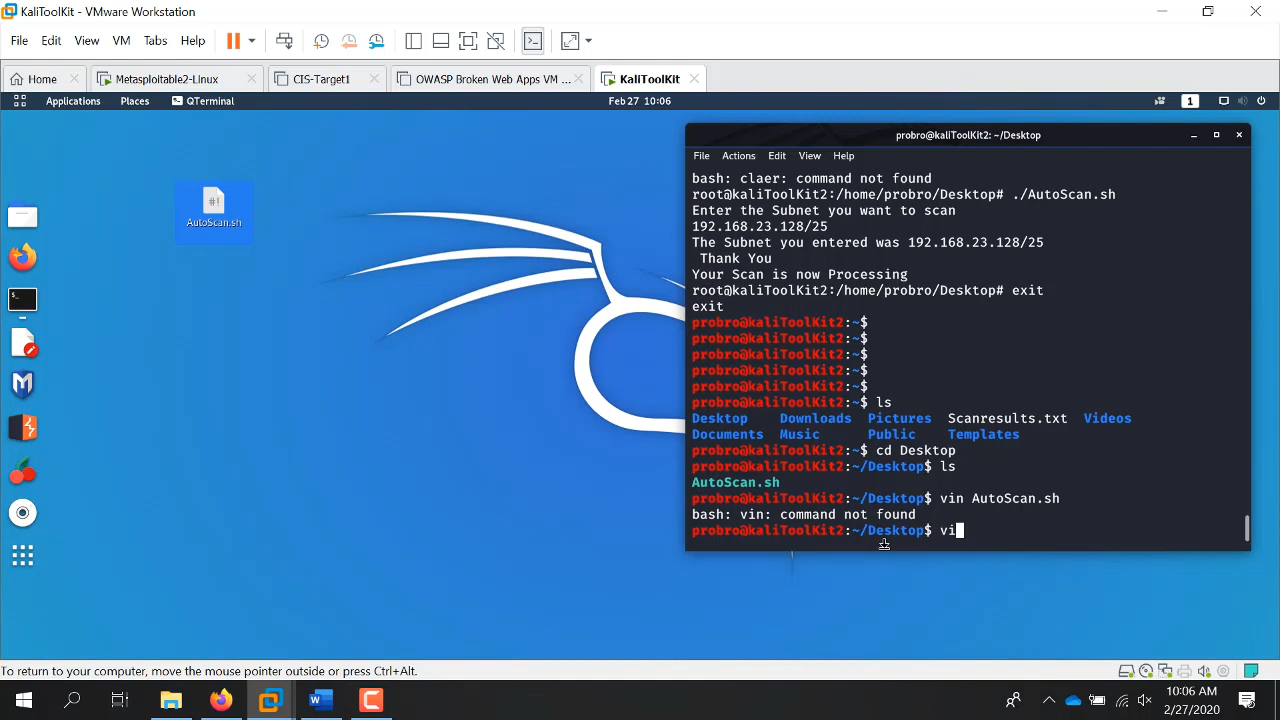 KaliToolKit - VMware Workstation
File Edit View VM Tabs Help
Home Metasploitable2-Linux CIS-Target1 OWASP Broken Web Apps VM ... KaliToolKit
Applications Places QTerminal Feb 27 10:06 1
probro@kaliToolKit2: ~/Desktop
File Actions Edit View Help
#!
AutoScan.sh
bash: claer: command not found
root@kaliToolKit2:/home/probro/Desktop# ./AutoScan.sh
Enter the Subnet you want to scan
192.168.23.128/25
The Subnet you entered was 192.168.23.128/25
Thank You
Your Scan is now Processing
root@kaliToolKit2:/home/probro/Desktop# exit
exit
probro@kaliToolKit2:~$
probro@kaliToolKit2:~$
probro@kaliToolKit2:~$
probro@kaliToolKit2:~$
probro@kaliToolKit2:~$
probro@kaliToolKit2:~$ ls
Desktop Downloads Pictures Scanresults.txt Videos
Documents Music Public Templates
probro@kaliToolKit2:~$ cd Desktop
probro@kaliToolKit2:~/Desktop$ ls
AutoScan.sh
probro@kaliToolKit2:~/Desktop$ vin AutoScan.sh
bash: vin: command not found
probro@kaliToolKit2:~/Desktop$ vi
To return to your computer, move the mouse pointer outside or press Ctrl+Alt.
10:06 AM
2/27/2020